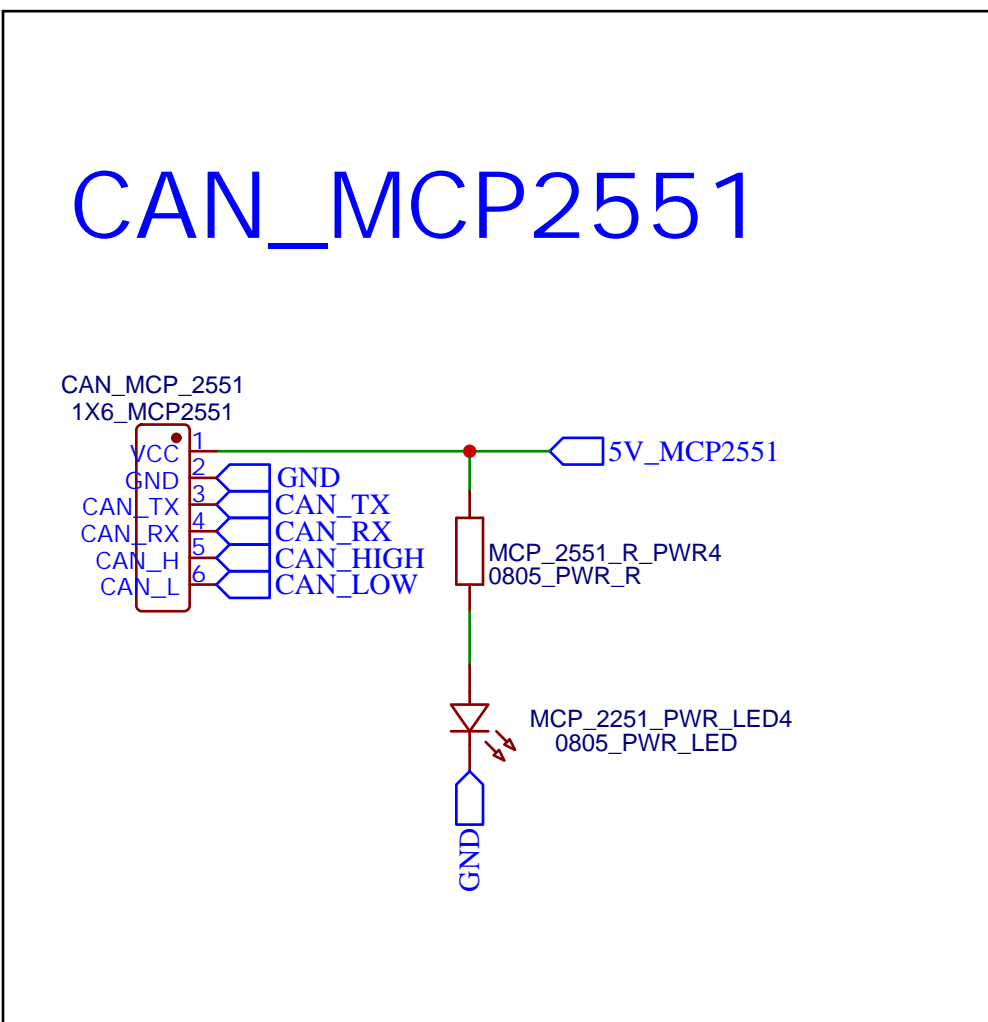 CAN_MCP2551
CAN_MCP_2551
1X6_MCP2551
VCC 1
5V_MCP2551
GND 2 GND
CAN_TX 3 CAN_TX
CAN_RX 4 CAN_RX
CAN_H 5 CAN_HIGH
CAN_L 6 CAN_LOW
MCP_2551_R_PWR4
0805_PWR_R
MCP_2251_PWR_LED4
0805_PWR_LED
GND